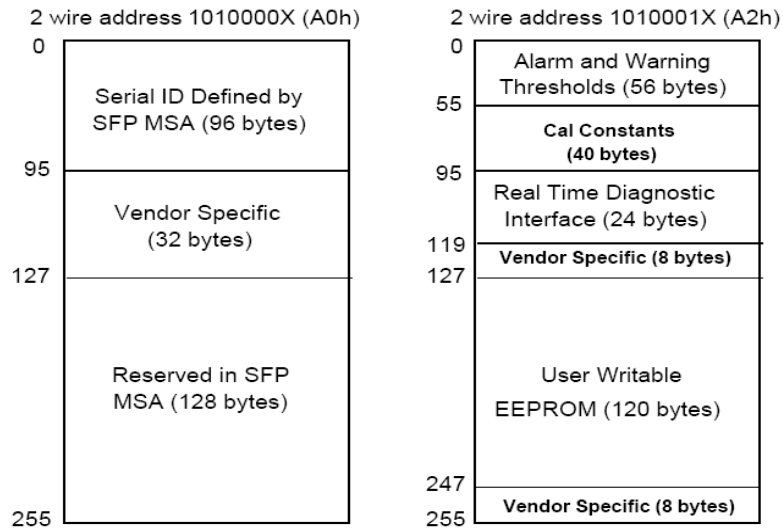 2 wire address 1010000X (A0h)
0
Serial ID Defined by
SFP MSA (96 bytes)
95
Vendor Specific
(32 bytes)
127
Reserved in SFP
MSA (128 bytes)
255
2 wire address 1010001X (A2h)
0
Alarm and Warning
Thresholds (56 bytes)
55
Cal Constants
(40 bytes)
95
Real Time Diagnostic
Interface (24 bytes)
119
Vendor Specific (8 bytes)
127
User Writable
EEPROM (120 bytes)
247
Vendor Specific (8 bytes)
255